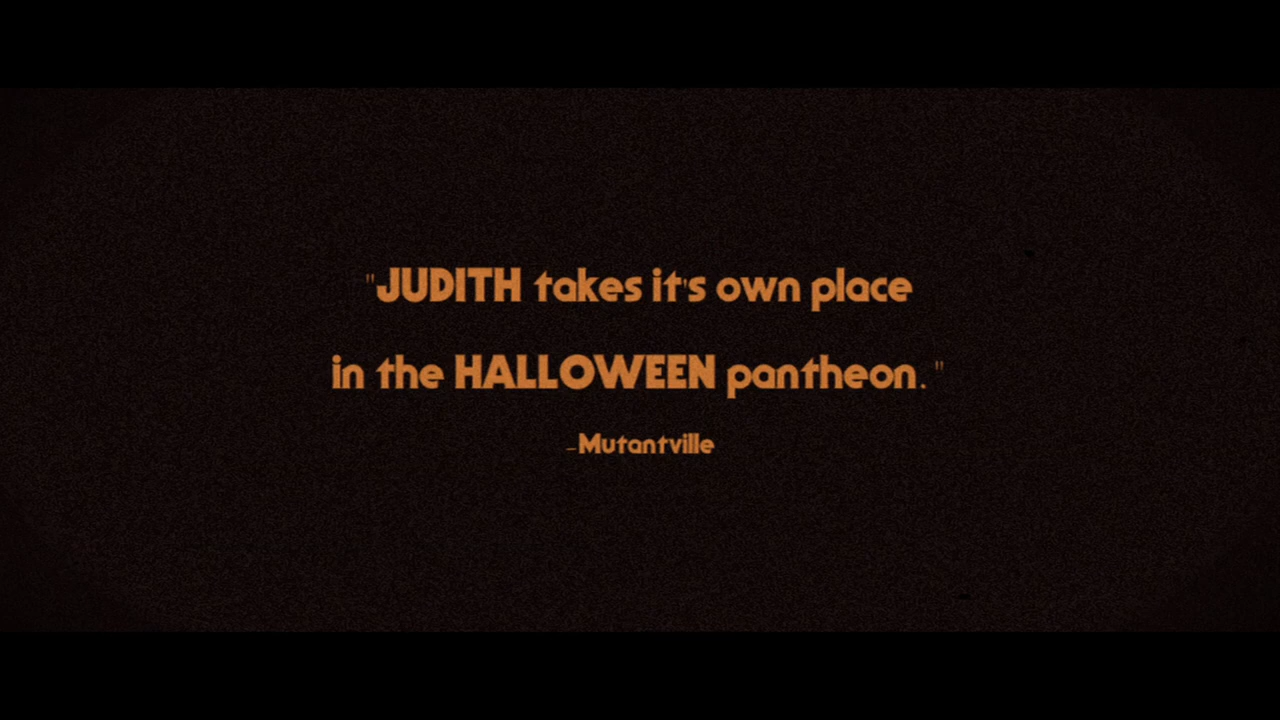 "JUDITH takes it's own place
in the HALLOWEEN pantheon."
-Mutantville